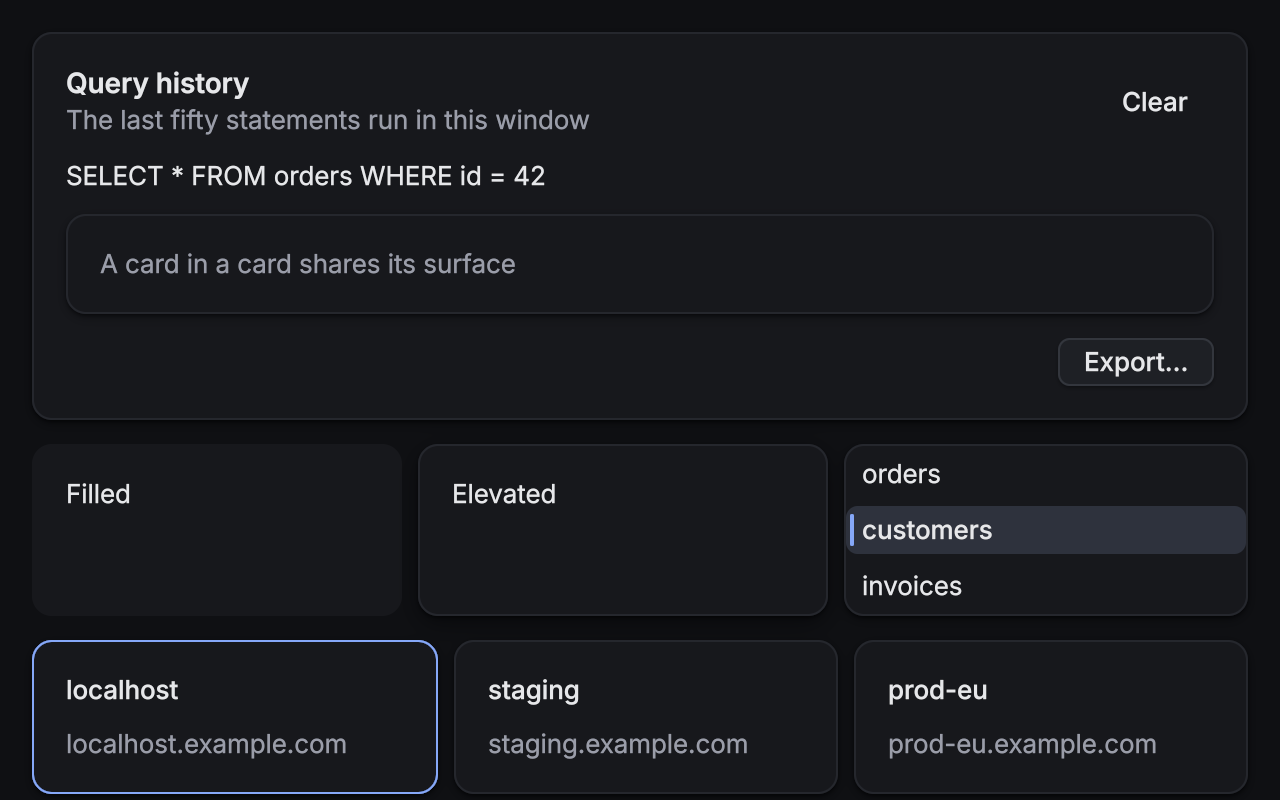 Query history
The last fifty statements run in this window
Clear
SELECT * FROM orders WHERE id = 42
A card in a card shares its surface
Export...
Filled
Elevated
orders
customers
invoices
localhost
localhost.example.com
staging
staging.example.com
prod-eu
prod-eu.example.com